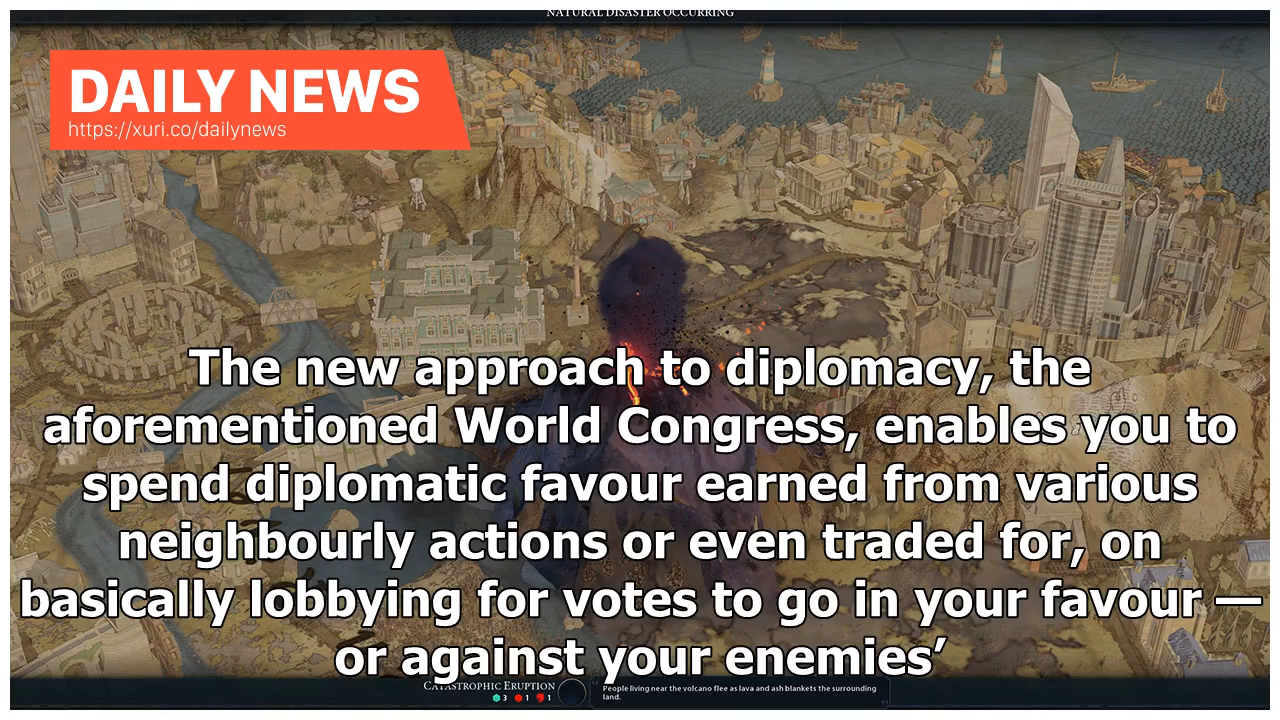 NATURAL DISASTER OCCURRING
DAILY NEWS
https://xuri.co/dailynews
The new approach to diplomacy, the
aforementioned World Congress, enables you to
spend diplomatic favour earned from various
neighbourly actions or even traded for, on
basically lobbying for votes to go in your favour —
or against your enemies’
CATASTROPHIC ERUPTION
3 1 1
People living near the volcano flee as lava and ash blankets the surrounding
land.